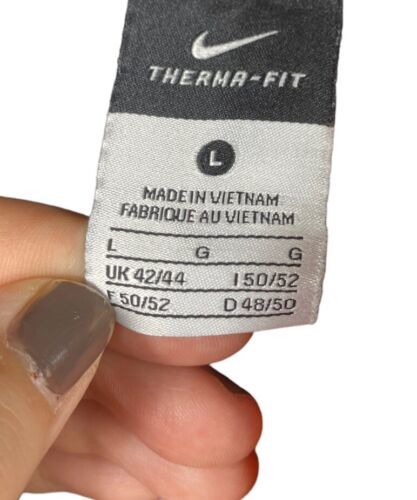 THERMA-FIT
L
MADE IN VIETNAM
FABRIQUE AU VIETNAM
L G G
UK 42/44 I 50/52
F 50/52 D 48/50